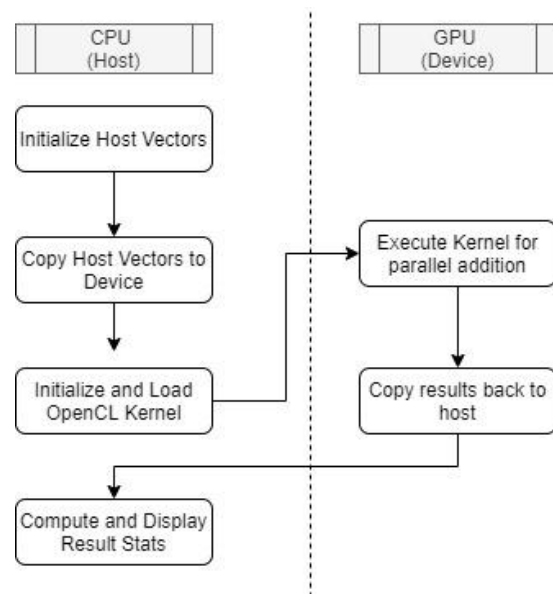 CPU
(Host)
GPU
(Device)
Initialize Host Vectors
Copy Host Vectors to
Device
Initialize and Load
OpenCL Kernel
Execute Kernel for
parallel addition
Copy results back to
host
Compute and Display
Result Stats